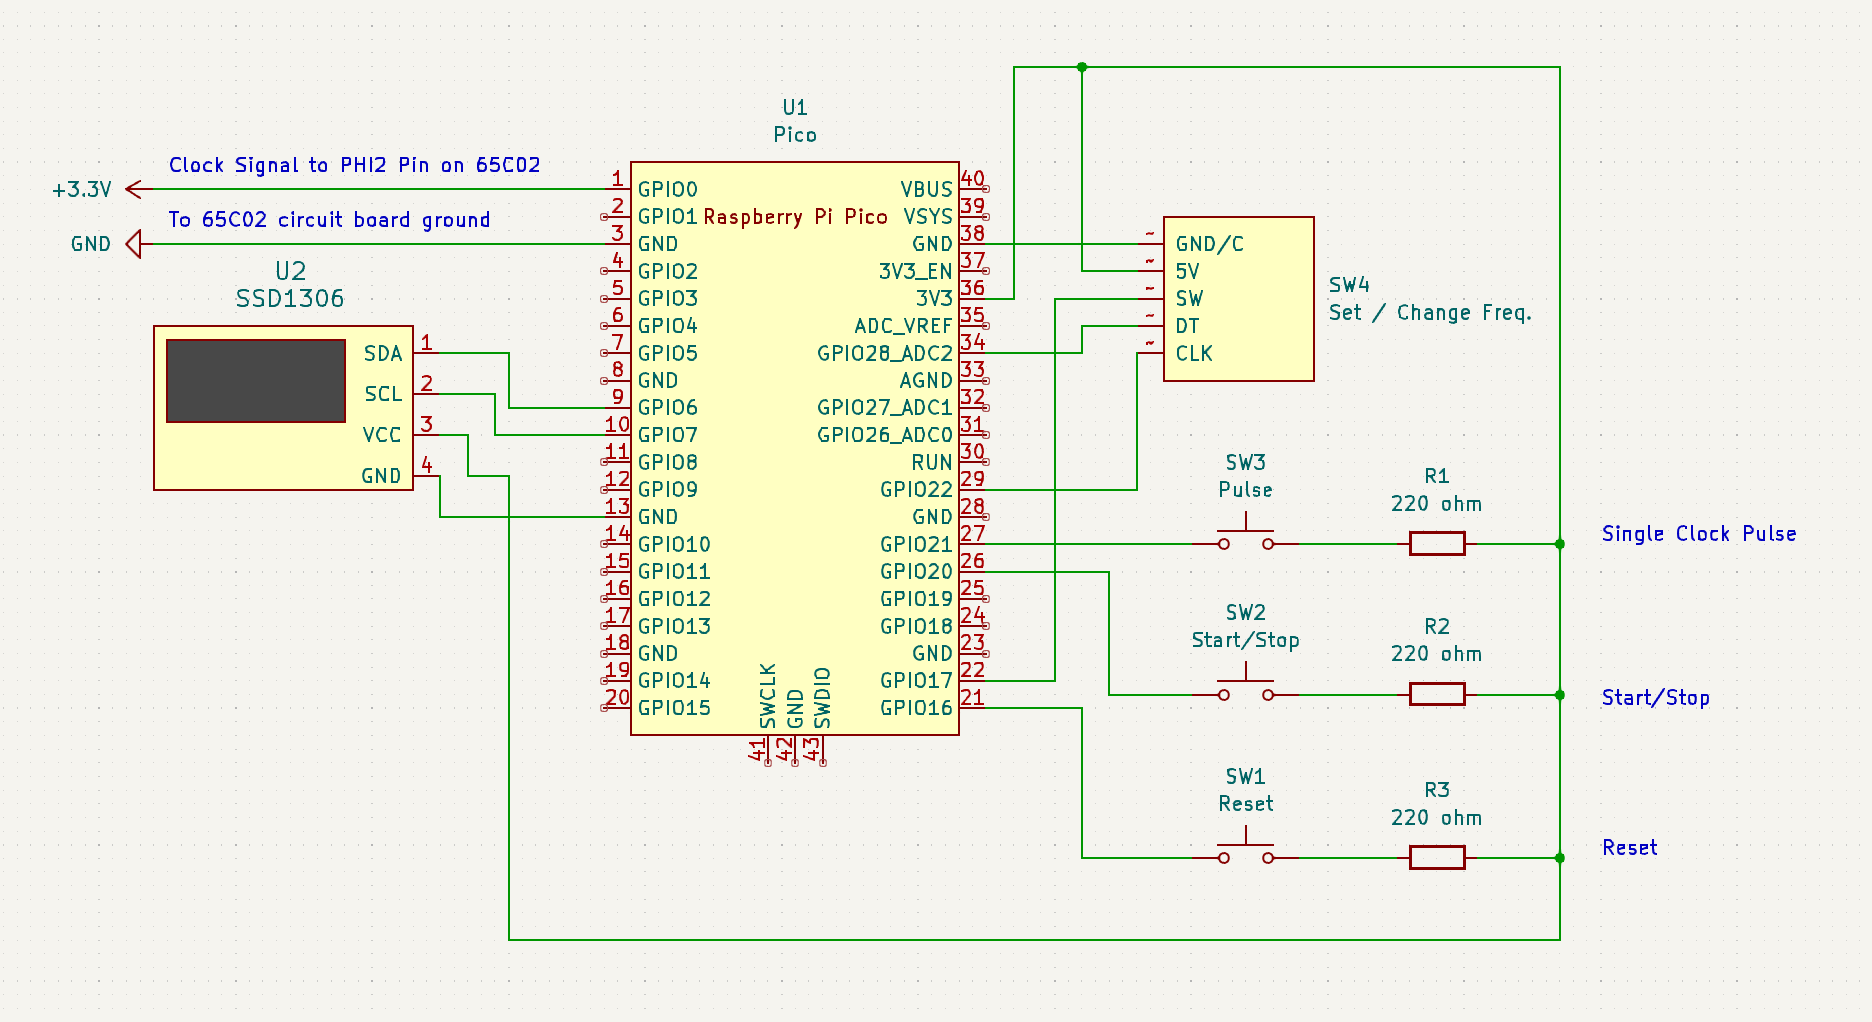 U1
Pico
Clock Signal to PHI2 Pin on 65C02
+3.3V
To 65C02 circuit board ground
GND
U2
SSD1306
SDA 1
SCL 2
VCC 3
GND 4
Raspberry Pi Pico
1 GPIO0
2 GPIO1
3 GND
4 GPIO2
5 GPIO3
6 GPIO4
7 GPIO5
8 GND
9 GPIO6
10 GPIO7
11 GPIO8
12 GPIO9
13 GND
14 GPIO10
15 GPIO11
16 GPIO12
17 GPIO13
18 GND
19 GPIO14
20 GPIO15
VBUS 40
VSYS 39
GND 38
3V3_EN 37
3V3 36
ADC_VREF 35
GPIO28_ADC2 34
AGND 33
GPIO27_ADC1 32
GPIO26_ADC0 31
RUN 30
GPIO22 29
GND 28
GPIO21 27
GPIO20 26
GPIO19 25
GPIO18 24
GND 23
GPIO17 22
GPIO16 21
SWCLK 41
GND 42
SWDIO 43
~ GND/C
~ 5V
~ SW
~ DT
~ CLK
SW4
Set / Change Freq.
SW3
Pulse
R1
220 ohm
Single Clock Pulse
SW2
Start/Stop
R2
220 ohm
Start/Stop
SW1
Reset
R3
220 ohm
Reset